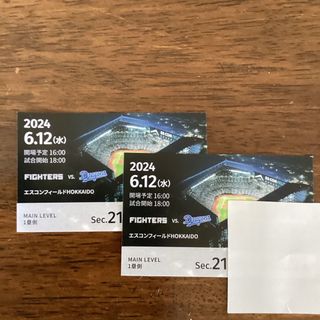 2024
6.12(水)
開場予定 16:00
試合開始 18:00
FIGHTERS vs. Dragons
エスコンフィールドHOKKAIDO
MAIN LEVEL
1塁側
Sec.21
2024
6.12(水)
開場予定 16:00
試合開始 18:00
FIGHTERS vs. Dragons
エスコンフィールドHOKKAIDO
MAIN LEVEL
1塁側
Sec.21